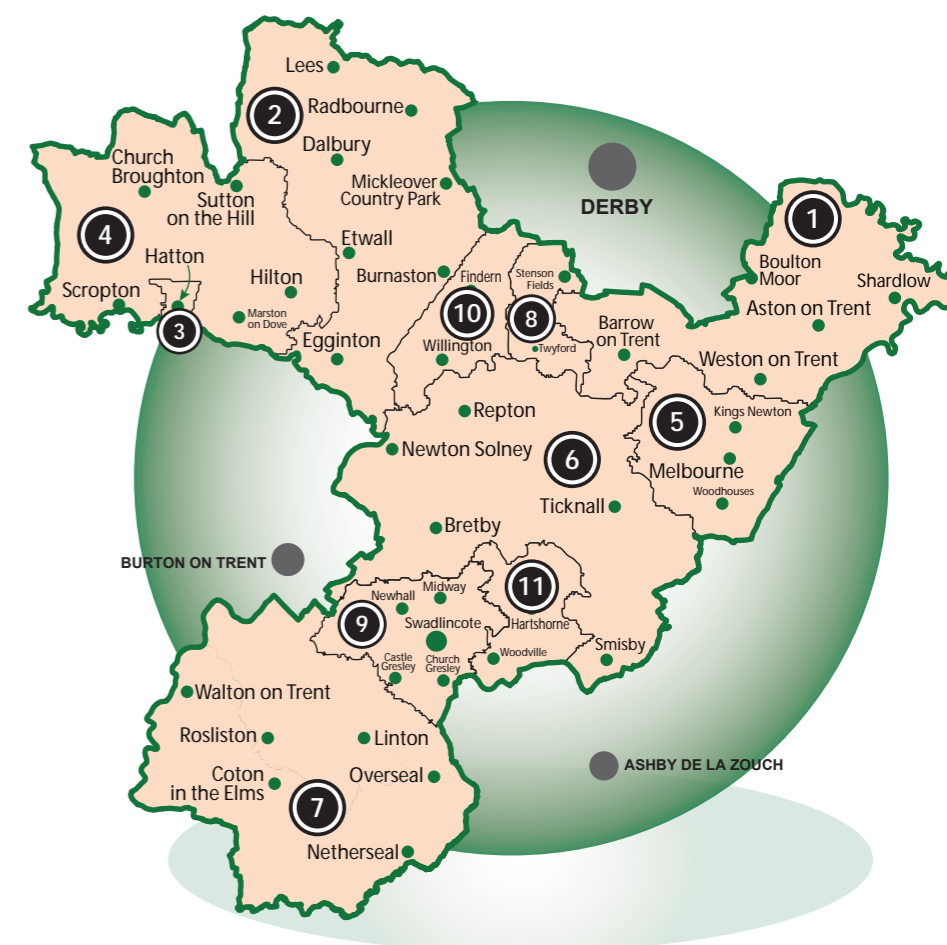 Lees
2
Radbourne
Dalbury
Church
Broughton
Mickleover
Country Park
Sutton
on the Hill
DERBY
1
4
Hatton
Etwall
Boulton
Moor
Scropton
Hilton
Burnaston
Findern
Stenson
Fields
Shardlow
Aston on Trent
Marston
on Dove
3
10
8
Barrow
on Trent
Egginton
Willington
Twyford
Weston on Trent
Repton
5
Kings Newton
Newton Solney
6
Melbourne
Woodhouses
Ticknall
Bretby
BURTON ON TRENT
11
Midway
Newhall
9
Swadlincote
Hartshorne
Castle
Gresley
Church
Gresley
Woodville
Smisby
Walton on Trent
Rosliston
Linton
Coton
in the Elms
Overseal
ASHBY DE LA ZOUCH
7
Netherseal